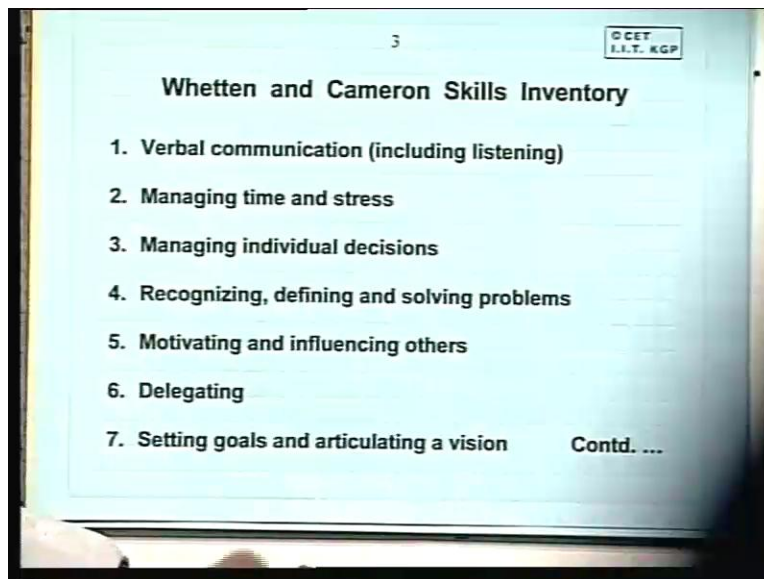 3
© CET
I.I.T. KGP
Whetten and Cameron Skills Inventory
1. Verbal communication (including listening)
2. Managing time and stress
3. Managing individual decisions
4. Recognizing, defining and solving problems
5. Motivating and influencing others
6. Delegating
7. Setting goals and articulating a vision Contd. ...